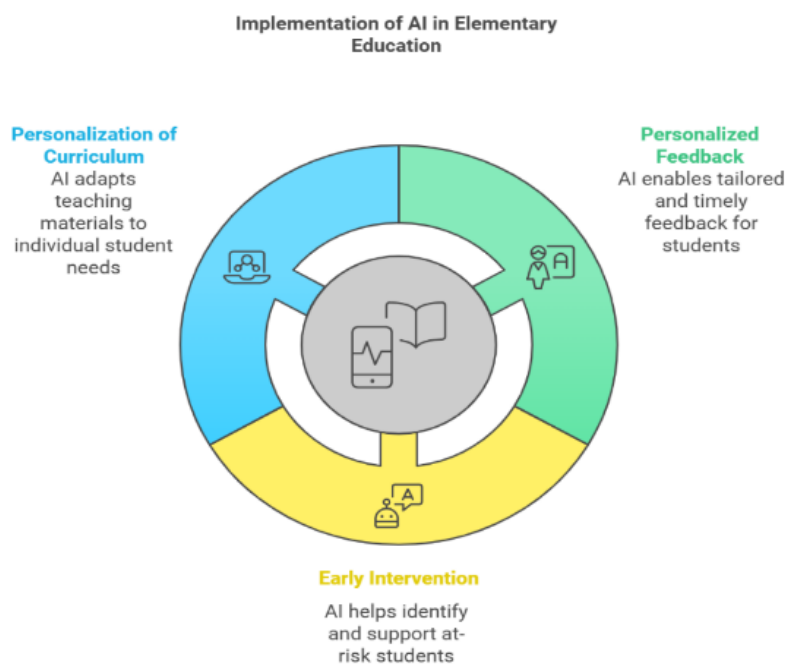 Implementation of AI in Elementary
Education
Personalization of
Curriculum
AI adapts
teaching
materials to
individual student
needs
Personalized
Feedback
AI enables tailored
and timely
feedback for
students
A
A
Early Intervention
AI helps identify
and support at-
risk students